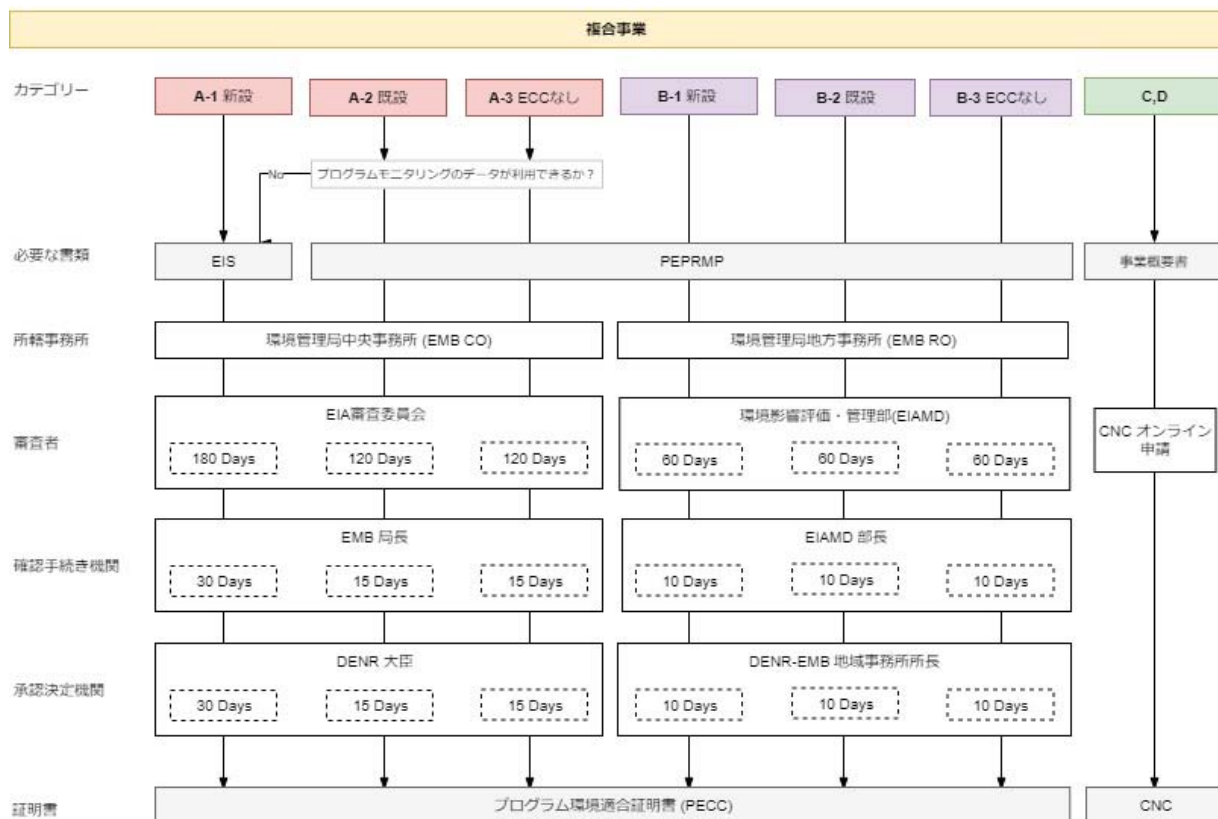 複合事業
カテゴリー
A-1 新設
A-2 既設
A-3 ECCなし
B-1 新設
B-2 既設
B-3 ECCなし
C,D
No
プログラムモニタリングのデータが利用できるか？
必要な書類
EIS
PEPRMP
事業概要書
所轄事務所
環境管理局中央事務所 (EMB CO)
環境管理局地方事務所 (EMB RO)
審査者
EIA審査委員会
180 Days
120 Days
120 Days
環境影響評価・管理部(EIAMD)
60 Days
60 Days
60 Days
CNC オンライン
申請
確認手続き機関
EMB 局長
30 Days
15 Days
15 Days
EIAMD 部長
10 Days
10 Days
10 Days
承認決定機関
DENR 大臣
30 Days
15 Days
15 Days
DENR-EMB 地域事務所所長
10 Days
10 Days
10 Days
証明書
プログラム環境適合証明書 (PECC)
CNC